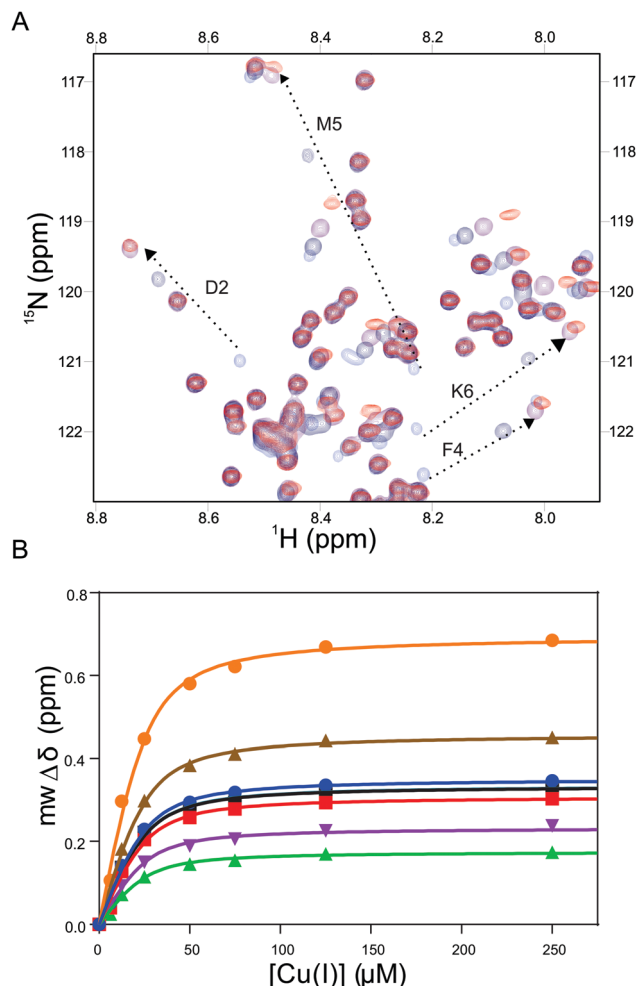 A
8.8 8.6 8.4 8.2 8.0
117 117
M5
118 118
119 119
D2
120 120
121 121
K6
122 F4 122
8.8 8.6 8.4 8.2 8.0
¹⁵N (ppm)
¹H (ppm)
B
0.8
0.6
0.4
0.2
0.0
mw Δδ (ppm)
0 50 100 150 200 250
[Cu(I)] (µM)